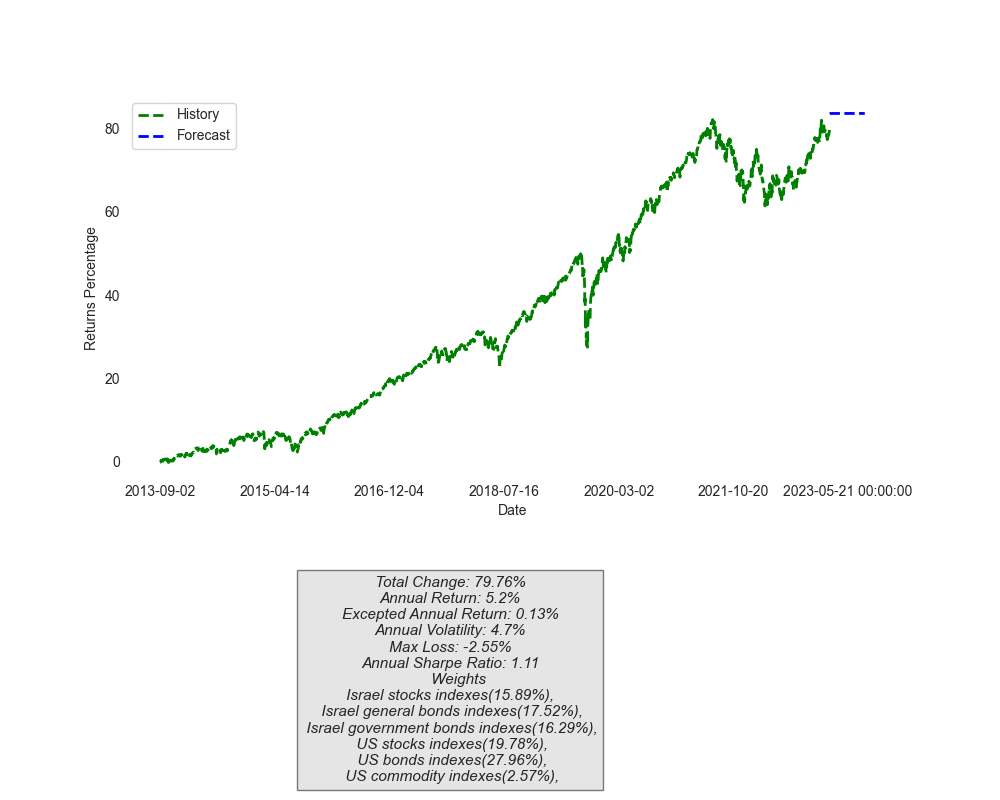 History
Forecast
80
60
40
20
0
Returns Percentage
2013-09-02 2015-04-14 2016-12-04 2018-07-16 2020-03-02 2021-10-20 2023-05-21 00:00:00
Date
Total Change: 79.76%
Annual Return: 5.2%
Excepted Annual Return: 0.13%
Annual Volatility: 4.7%
Max Loss: -2.55%
Annual Sharpe Ratio: 1.11
Weights
Israel stocks indexes(15.89%),
Israel general bonds indexes(17.52%),
Israel government bonds indexes(16.29%),
US stocks indexes(19.78%),
US bonds indexes(27.96%),
US commodity indexes(2.57%),